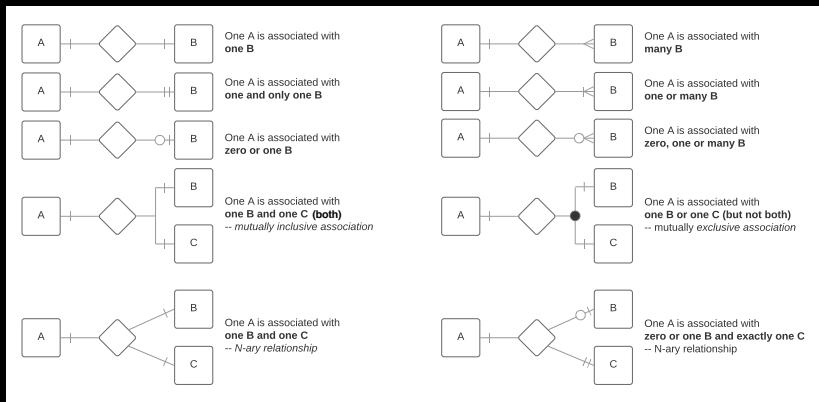 A
B
One A is associated with
one B
A
B
One A is associated with
many B
A
B
One A is associated with
one and only one B
A
B
One A is associated with
one or many B
A
B
One A is associated with
zero or one B
A
B
One A is associated with
zero, one or many B
A
B
C
One A is associated with
one B and one C (both)
-- mutually inclusive association
A
B
C
One A is associated with
one B or one C (but not both)
-- mutually exclusive association
A
B
C
One A is associated with
one B and one C
-- N-ary relationship
A
B
C
One A is associated with
zero or one B and exactly one C
-- N-ary relationship